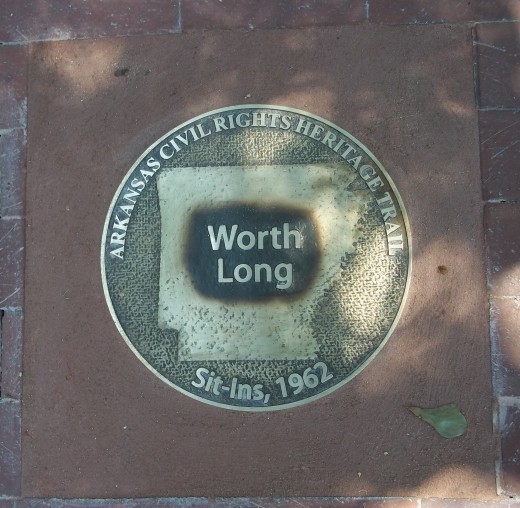 ARKANSAS CIVIL RIGHTS HERITAGE TRAIL
Worth
Long
Sit-Ins, 1962